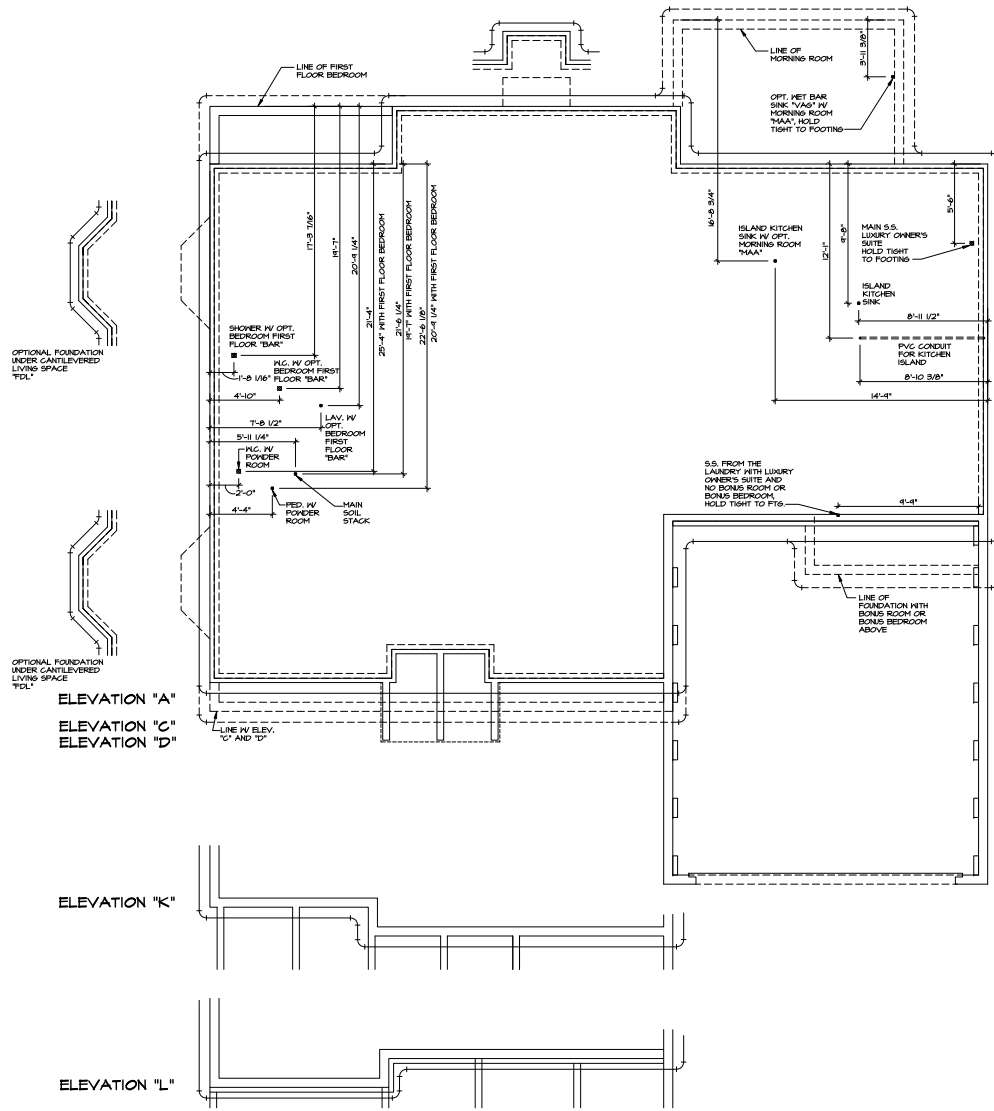 LINE OF FIRST
FLOOR BEDROOM
LINE OF
MORNING ROOM
3'-11 3/8"
OPT. WET BAR
SINK "VAG" W/
MORNING ROOM
"MAA", HOLD
TIGHT TO FOOTING
17'-3 7/16"
19'-7"
20'-9 1/4"
21'-4"
25'-4" WITH FIRST FLOOR BEDROOM
21'-6 1/4"
19'-7" WITH FIRST FLOOR BEDROOM
22'-6 1/8"
20'-9 1/4" WITH FIRST FLOOR BEDROOM
16'-8 3/4"
ISLAND KITCHEN
SINK W/ OPT.
MORNING ROOM
"MAA"
12'-1"
9'-8"
MAIN S.S.
LUXURY OWNER'S
SUITE
HOLD TIGHT
TO FOOTING
5'-6"
ISLAND
KITCHEN
SINK
8'-11 1/2"
PVC CONDUIT
FOR KITCHEN
ISLAND
8'-10 3/8"
14'-9"
OPTIONAL FOUNDATION
UNDER CANTILEVERED
LIVING SPACE
"FDL"
SHOWER W/ OPT.
BEDROOM FIRST
FLOOR "BAR"
W.C. W/ OPT.
BEDROOM FIRST
FLOOR "BAR"
1'-8 1/16"
4'-10"
7'-8 1/2"
LAV. W/
OPT.
BEDROOM
FIRST
FLOOR
"BAR"
5'-11 1/4"
W.C. W/
POWDER
ROOM
2'-0"
4'-4"
PED. W/
POWDER
ROOM
MAIN
SOIL
STACK
S.S. FROM THE
LAUNDRY WITH LUXURY
OWNER'S SUITE AND
NO BONUS ROOM OR
BONUS BEDROOM,
HOLD TIGHT TO FTG.
9'-9"
LINE OF
FOUNDATION WITH
BONUS ROOM OR
BONUS BEDROOM
ABOVE
OPTIONAL FOUNDATION
UNDER CANTILEVERED
LIVING SPACE
"FDL"
ELEVATION "A"
ELEVATION "C"
ELEVATION "D"
LINE W/ ELEV.
"C" AND "D"
ELEVATION "K"
ELEVATION "L"